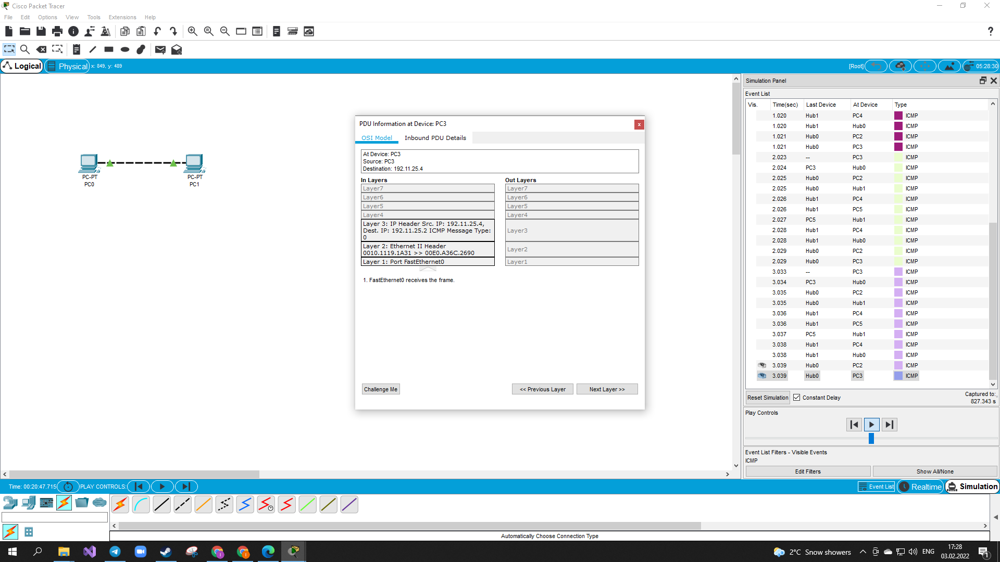 Cisco Packet Tracer
File Edit Options View Tools Extensions Help
Logical Physical x: 849, y: 489 [Root] 05:28:30
PC-PT
PC0
PC-PT
PC1
PDU Information at Device: PC3
x
OSI Model Inbound PDU Details
At Device: PC3
Source: PC3
Destination: 192.11.25.4
In Layers Out Layers
Layer7 Layer7
Layer6 Layer6
Layer5 Layer5
Layer4 Layer4
Layer 3: IP Header Src. IP: 192.11.25.4,
Dest. IP: 192.11.25.2 ICMP Message Type:
0
Layer3
Layer 2: Ethernet II Header
0010.1119.1A31 >> 00E0.A36C.2690
Layer2
Layer 1: Port FastEthernet0 Layer1
1. FastEthernet0 receives the frame.
Challenge Me << Previous Layer Next Layer >>
Simulation Panel
Event List
Vis. Time(sec) Last Device At Device Type
1.020 Hub1 PC4 ICMP
1.020 Hub1 Hub0 ICMP
1.021 Hub0 PC2 ICMP
1.021 Hub0 PC3 ICMP
2.023 -- PC3 ICMP
2.024 PC3 Hub0 ICMP
2.025 Hub0 PC2 ICMP
2.025 Hub0 Hub1 ICMP
2.026 Hub1 PC4 ICMP
2.026 Hub1 PC5 ICMP
2.027 PC5 Hub1 ICMP
2.028 Hub1 PC4 ICMP
2.028 Hub1 Hub0 ICMP
2.029 Hub0 PC2 ICMP
2.029 Hub0 PC3 ICMP
3.033 -- PC3 ICMP
3.034 PC3 Hub0 ICMP
3.035 Hub0 PC2 ICMP
3.035 Hub0 Hub1 ICMP
3.036 Hub1 PC4 ICMP
3.036 Hub1 PC5 ICMP
3.037 PC5 Hub1 ICMP
3.038 Hub1 PC4 ICMP
3.038 Hub1 Hub0 ICMP
3.039 Hub0 PC2 ICMP
3.039 Hub0 PC3 ICMP
Reset Simulation Constant Delay Captured to:
827.343 s
Play Controls
Event List Filters - Visible Events
ICMP
Edit Filters Show All/None
Time: 00:20:47.715 PLAY CONTROLS: Event List Realtime Simulation
Automatically Choose Connection Type
2°C Snow showers ENG 17:28
03.02.2022
1